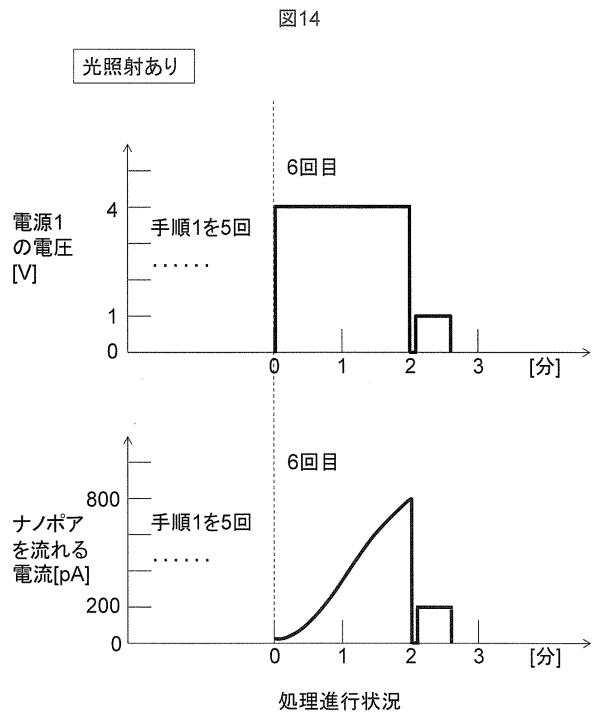 図14
光照射あり
6回目
電源1
の電圧
[V]
4
1
0
手順1を5回
......
0 1 2 3 [分]
6回目
ナノポア
を流れる
電流[pA]
800
200
0
手順1を5回
......
0 1 2 3 [分]
処理進行状況